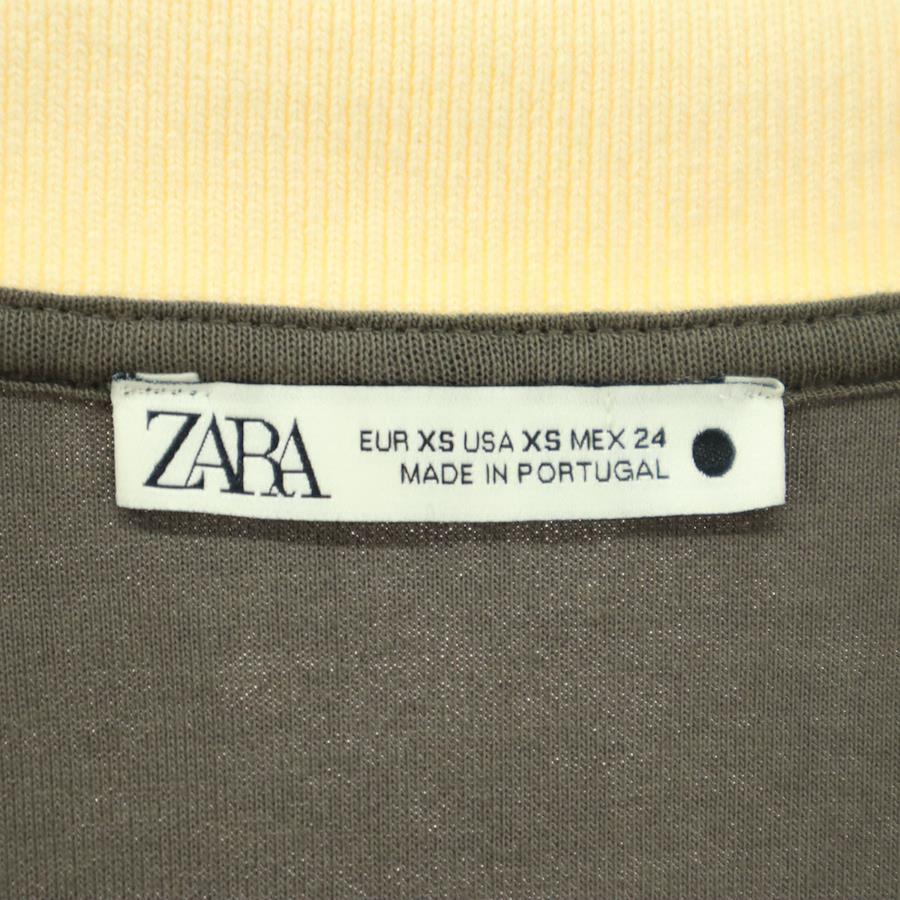 ZARA
EUR XS USA XS MEX 24
MADE IN PORTUGAL